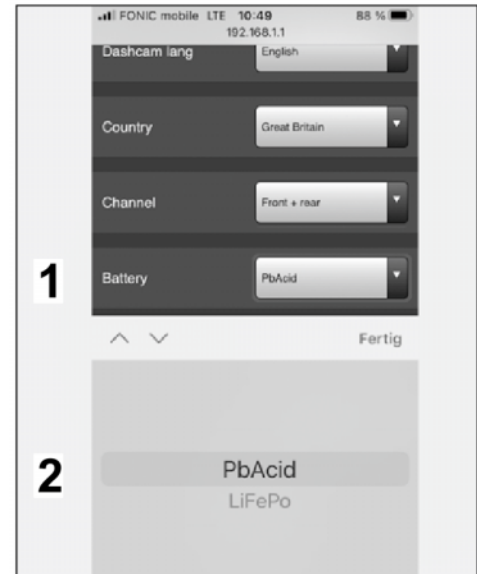 FONIC mobile LTE 10:49 88 %
192.168.1.1
Dashcam lang English
Country Great Britain
Channel Front + rear
1 Battery PbAcid
Fertig
2 PbAcid
LiFePo